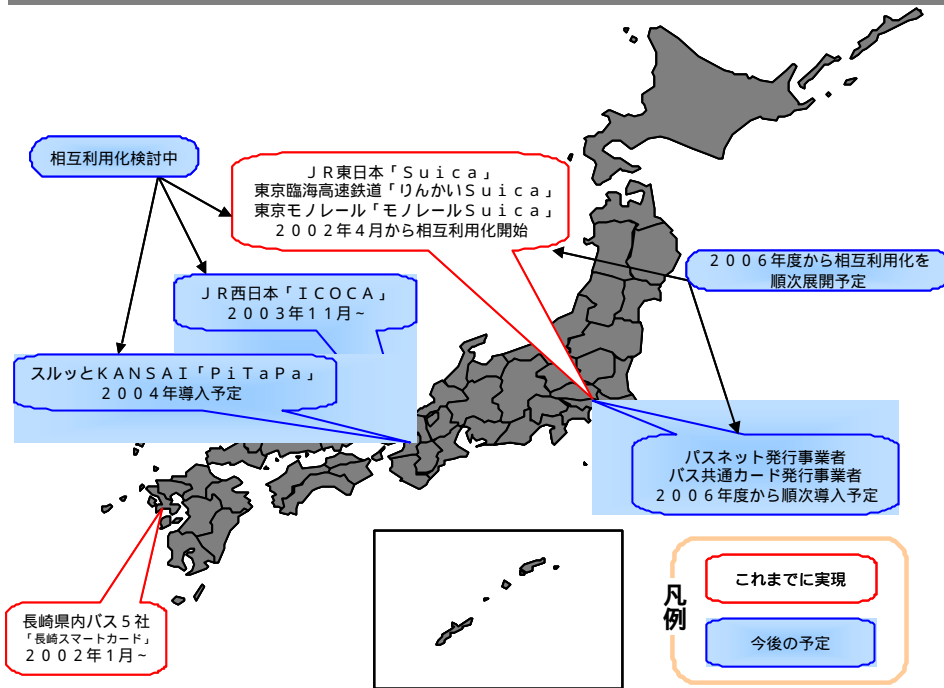 相互利用化検討中
ＪＲ東日本「Ｓｕｉｃａ」
東京臨海高速鉄道「りんかいＳｕｉｃａ」
東京モノレール「モノレールＳｕｉｃａ」
２００２年４月から相互利用化開始
２００６年度から相互利用化を
順次展開予定
ＪＲ西日本「ＩＣＯＣＡ」
２００３年１１月～
スルッとＫＡＮＳＡＩ「ＰｉＴａＰａ」
２００４年導入予定
パスネット発行事業者
バス共通カード発行事業者
２００６年度から順次導入予定
長崎県内バス５社
「長崎スマートカード」
２００２年１月～
凡例
これまでに実現
今後の予定